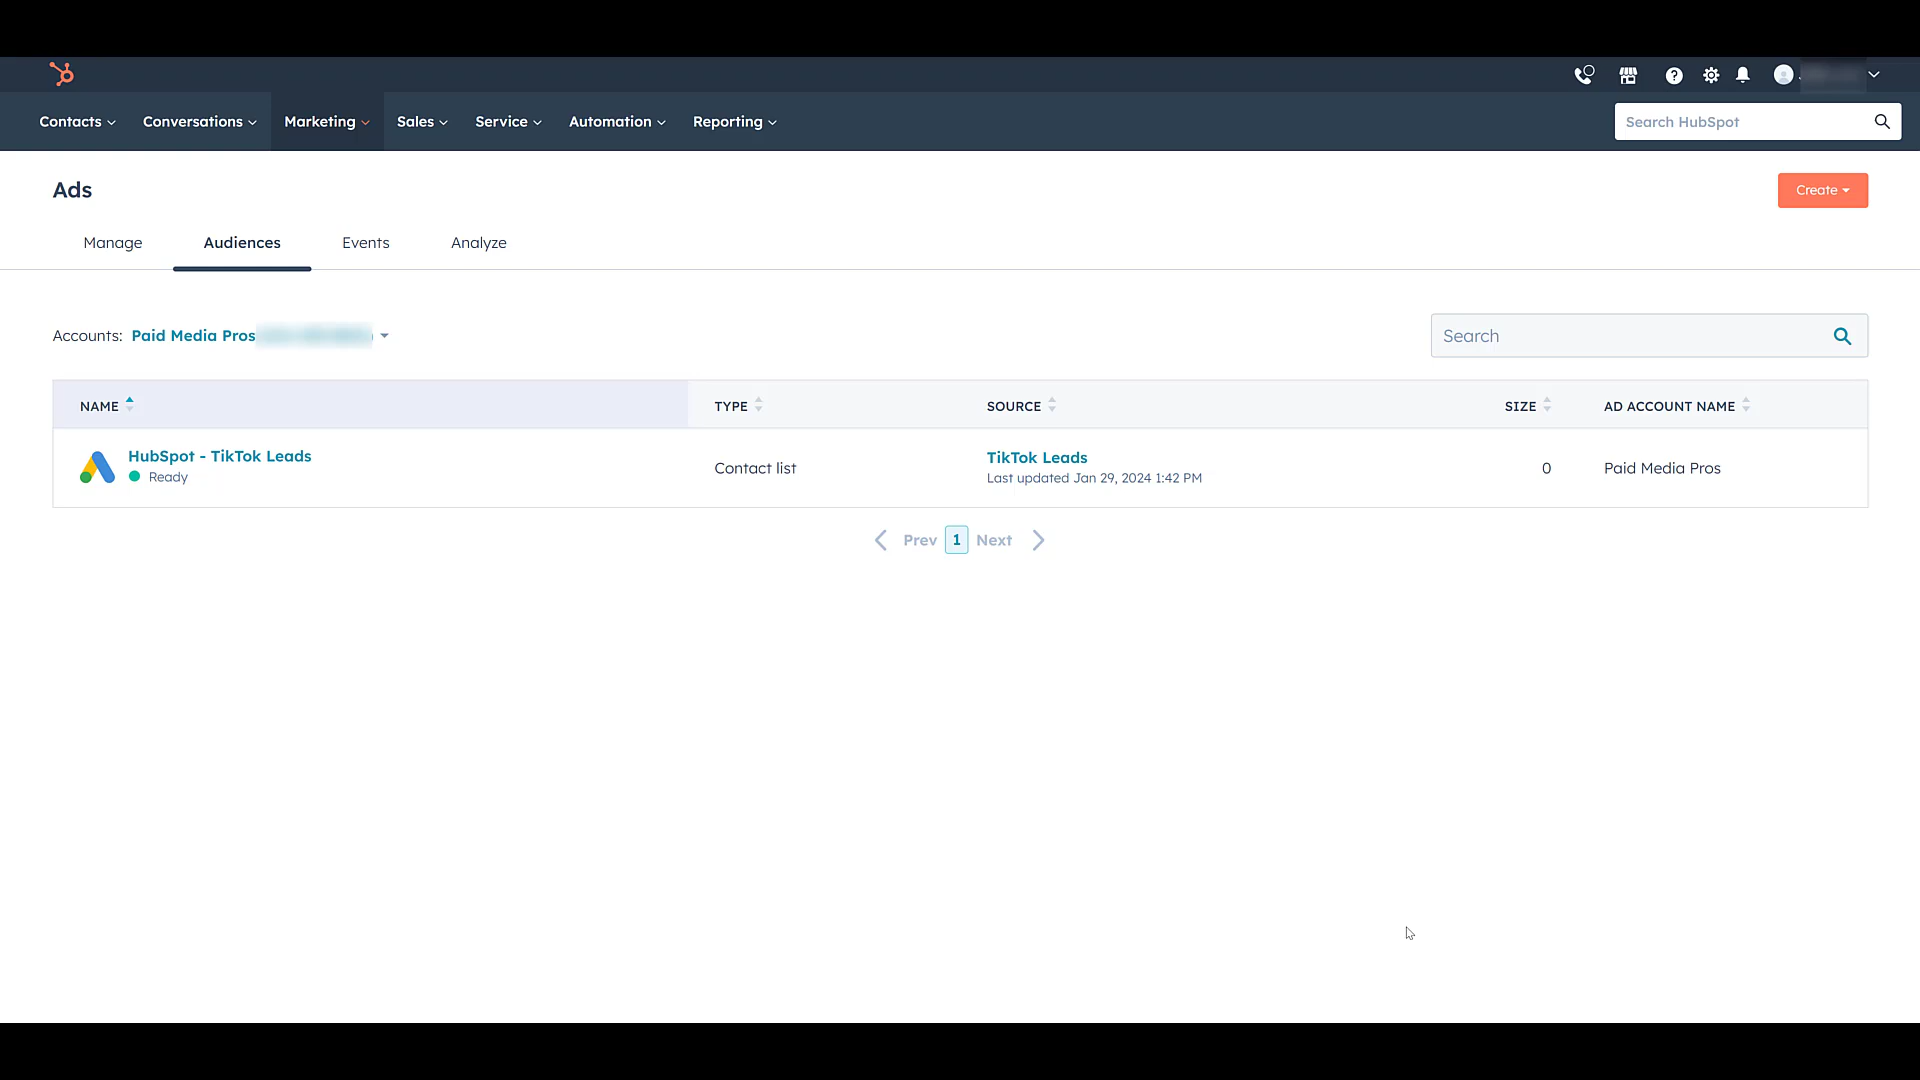 Contacts Conversations Marketing Sales Service Automation Reporting Search HubSpot
Ads Create
Manage Audiences Events Analyze
Accounts: Paid Media Pros Search
NAME TYPE SOURCE SIZE AD ACCOUNT NAME
HubSpot - TikTok Leads
Ready
Contact list
TikTok Leads
Last updated Jan 29, 2024 1:42 PM
0
Paid Media Pros
Prev 1 Next